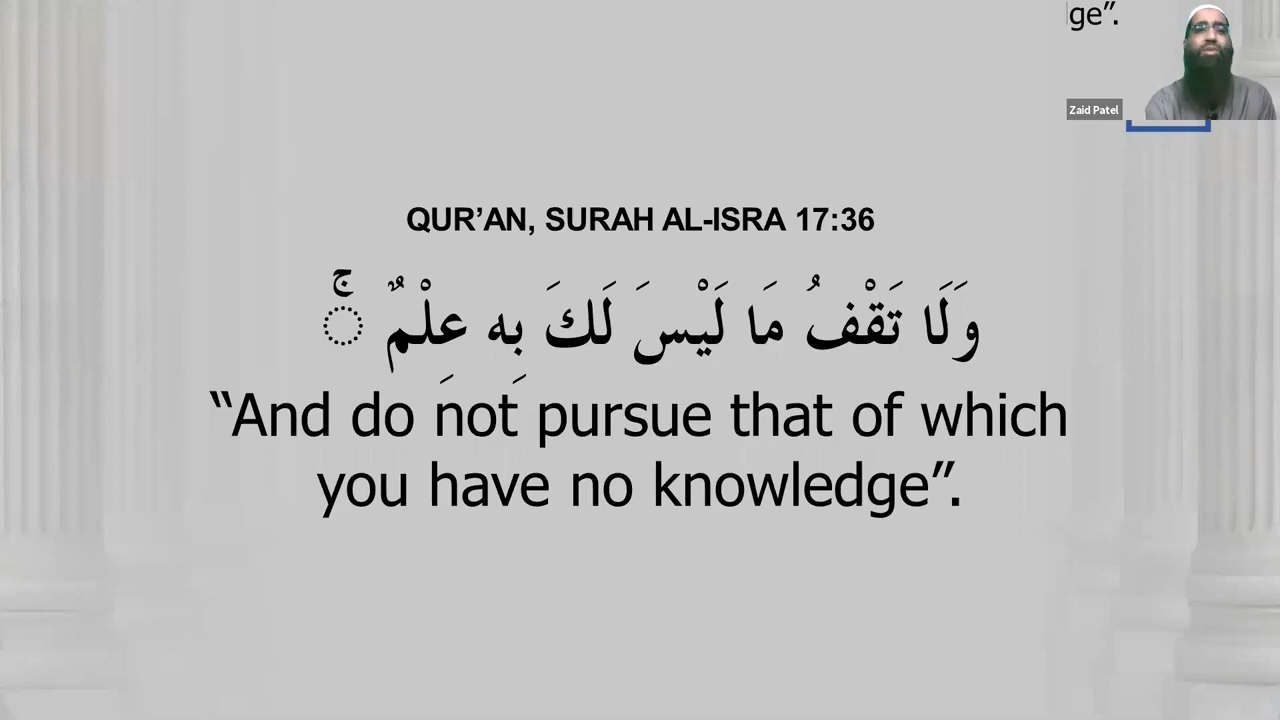 ge”.
Zaid Patel
QUR’AN, SURAH AL-ISRA 17:36
وَلَا تَقْفُ مَا لَيْسَ لَكَ بِهِ عِلْمٌ ۚ
“And do not pursue that of which
you have no knowledge”.